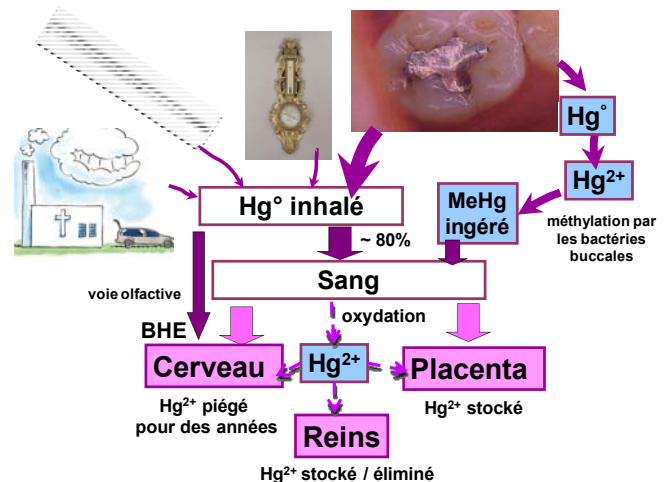 Hg°
Hg²⁺
méthylation par
les bactéries
buccales
MeHg
ingéré
Hg° inhalé
~ 80%
Sang
voie olfactive
oxydation
BHE
Cerveau
Hg²⁺
Placenta
Hg²⁺ piégé
pour des années
Hg²⁺ stocké
Reins
Hg²⁺ stocké / éliminé